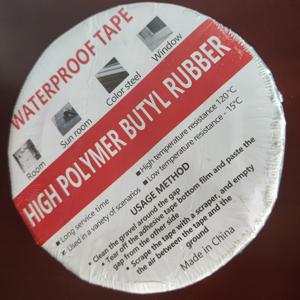 WATERPROOF TAPE
Room
Sun room
Color steel
Window
HIGH POLYMER BUTYL RUBBER
• Long service time
• Used in a variety of scenarios
• High temperature resistance 120℃
• Low temperature resistance - 15℃
USAGE METHOD
• Clean the gravel around the gap
• Tear off the adhesive tape bottom film and paste the
gap from the other side
• Scrape the tape with a scraper, and empty
the air between the tape and the
ground
Made in China